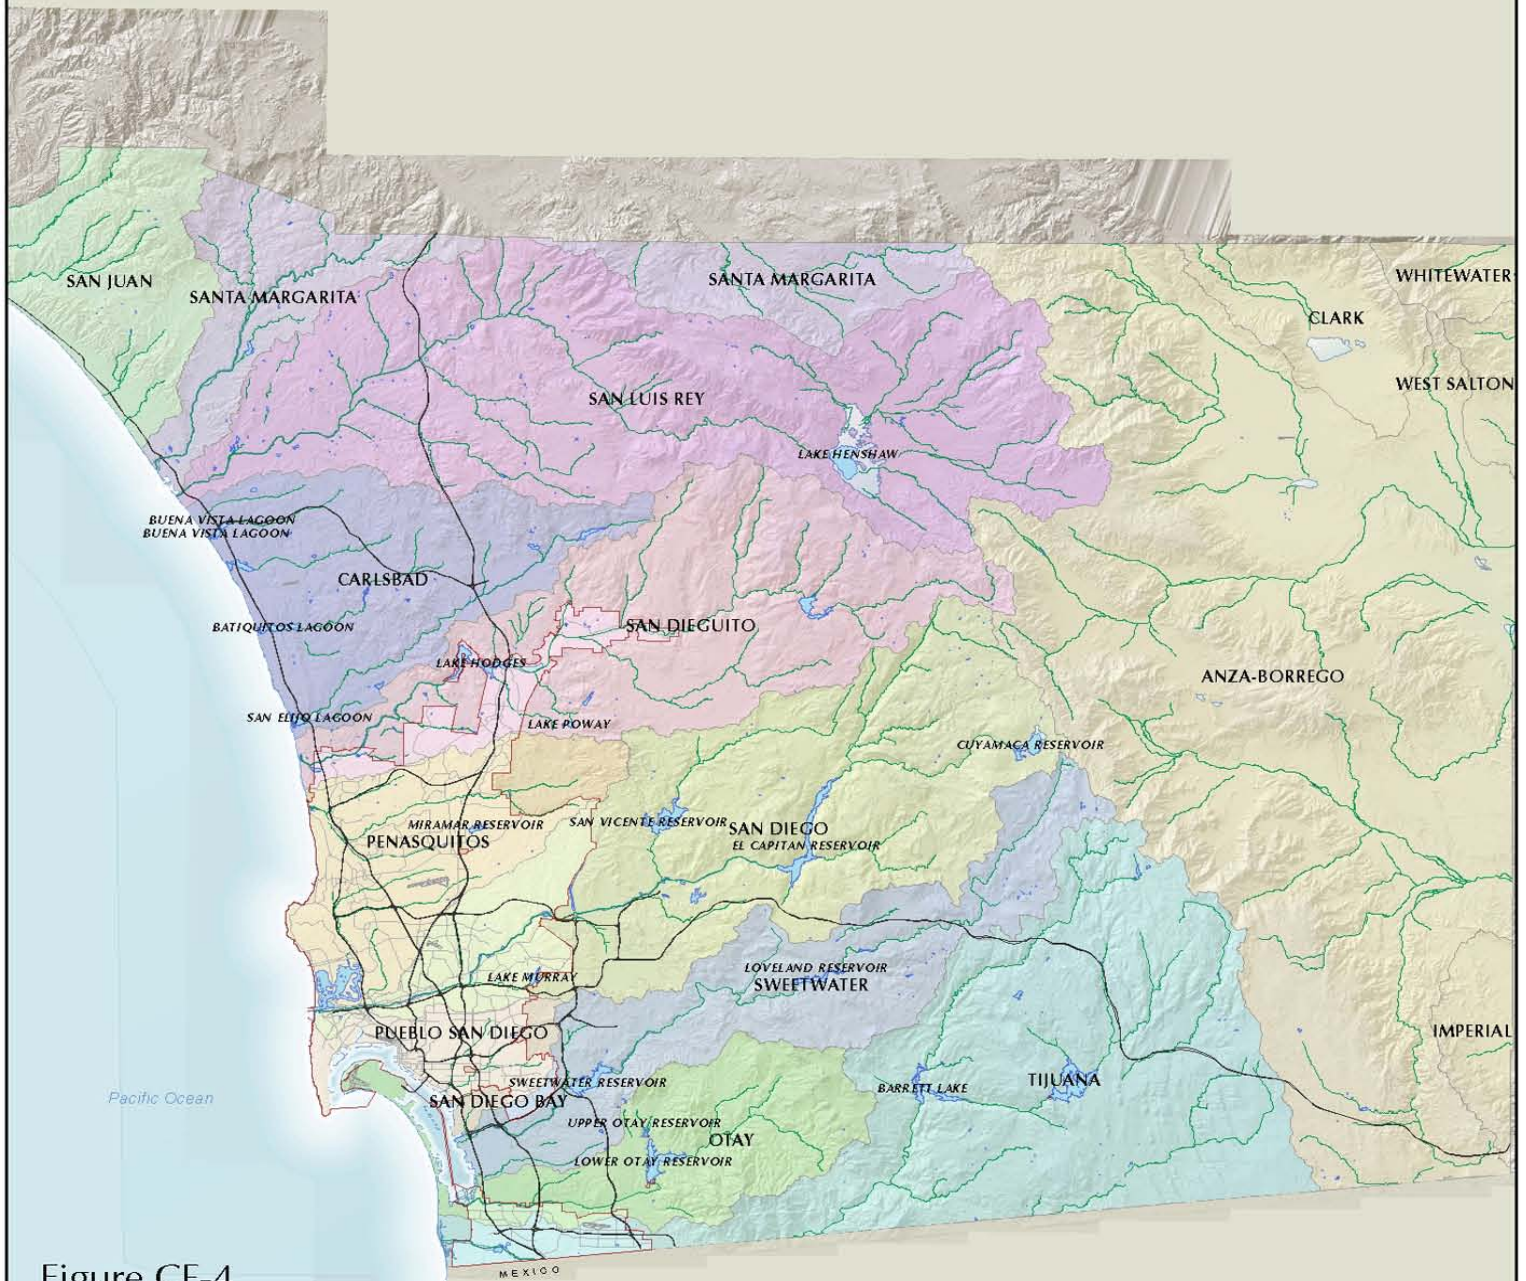 WHITEWATER
SAN JUAN
SANTA MARGARITA
SANTA MARGARITA
CLARK
WEST SALTON
SAN LUIS REY
LAKE HENSHAW
BUENA VISTA LAGOON
BUENA VISTA LAGOON
CARLSBAD
BATIQUITOS LAGOON
SAN DIEGUITO
LAKE HODGES
ANZA-BORREGO
SAN ELIJO LAGOON
LAKE POWAY
CUYAMACA RESERVOIR
MIRAMAR RESERVOIR
SAN VICENTE RESERVOIR
SAN DIEGO
PENASQUITOS
EL CAPITAN RESERVOIR
LOVELAND RESERVOIR
LAKE MURRAY
SWEETWATER
PUEBLO SAN DIEGO
IMPERIAL
SWEETWATER RESERVOIR
TIJUANA
BARRETT LAKE
Pacific Ocean
SAN DIEGO BAY
UPPER OTAY RESERVOIR
OTAY
LOWER OTAY RESERVOIR
MEXICO
Figure CE-4